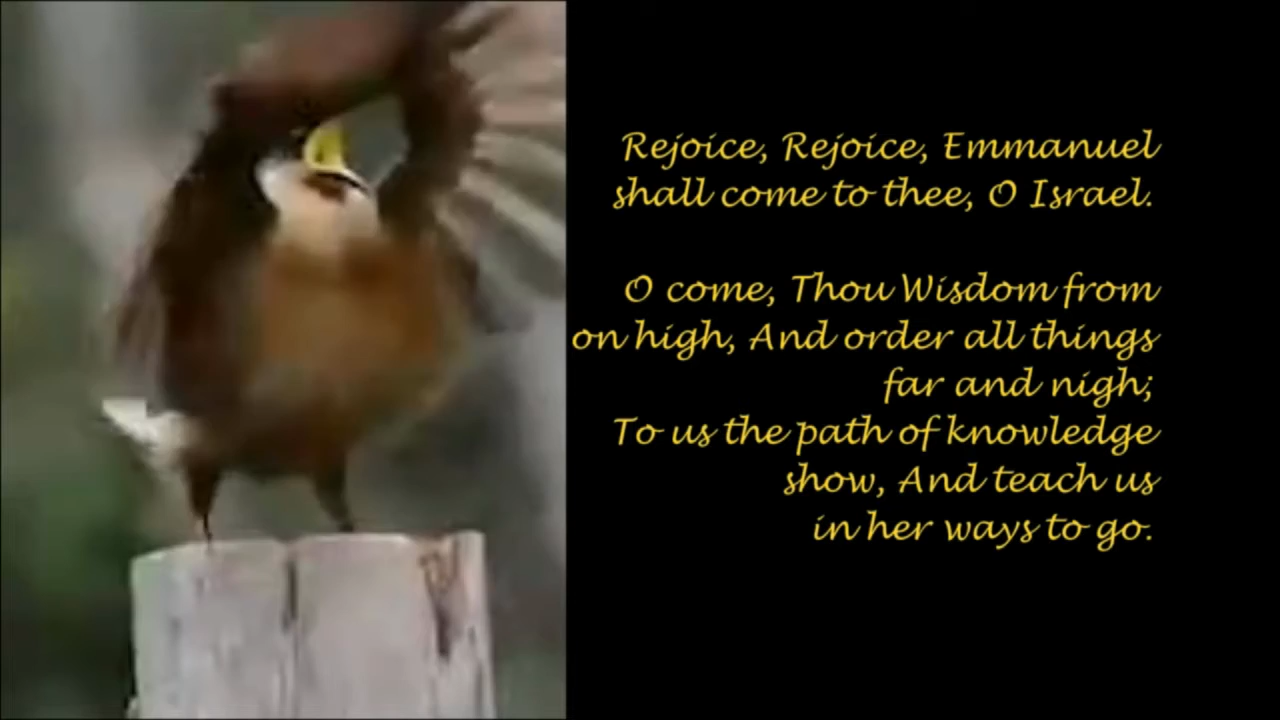 Rejoice, Rejoice, Emmanuel
shall come to thee, O Israel.
O come, Thou Wisdom from
on high, And order all things
far and nigh;
To us the path of knowledge
show, And teach us
in her ways to go.